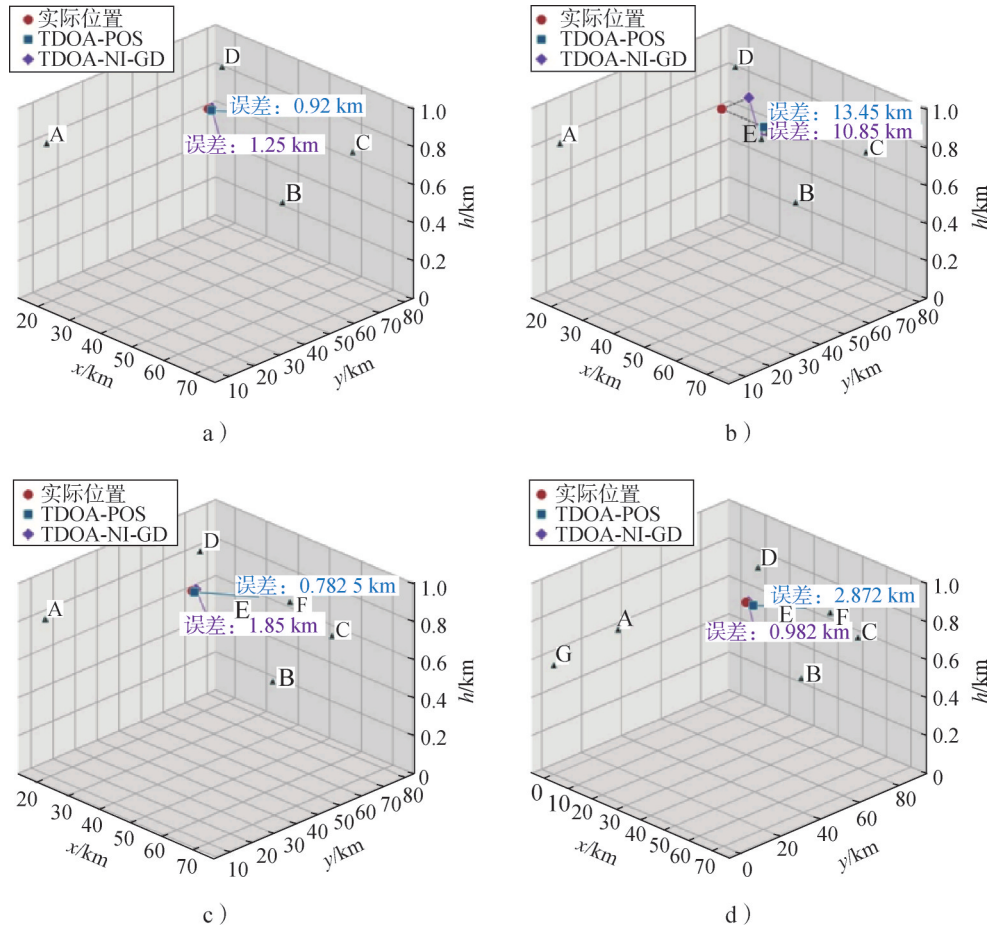 实际位置
TDOA-POS
TDOA-NI-GD
D
误差：0.92 km
A
误差：1.25 km
C
B
1.0
0.8
0.6
0.4
0.2
0
h/km
20
30
40
50
60
70
x/km
10
20
30
40
50
60
70
80
y/km
a）
实际位置
TDOA-POS
TDOA-NI-GD
D
误差：13.45 km
A
E
误差：10.85 km
C
B
1.0
0.8
0.6
0.4
0.2
0
h/km
20
30
40
50
60
70
x/km
10
20
30
40
50
60
70
80
y/km
b）
实际位置
TDOA-POS
TDOA-NI-GD
D
误差：0.782 5 km
A
E
F
误差：1.85 km
C
B
1.0
0.8
0.6
0.4
0.2
0
h/km
20
30
40
50
60
70
x/km
10
20
30
40
50
60
70
80
y/km
c）
实际位置
TDOA-POS
TDOA-NI-GD
D
误差：2.872 km
A
E
F
误差：0.982 km
C
G
B
1.0
0.8
0.6
0.4
0.2
0
h/km
0
10
20
30
40
50
60
70
x/km
0
20
40
60
80
y/km
d）